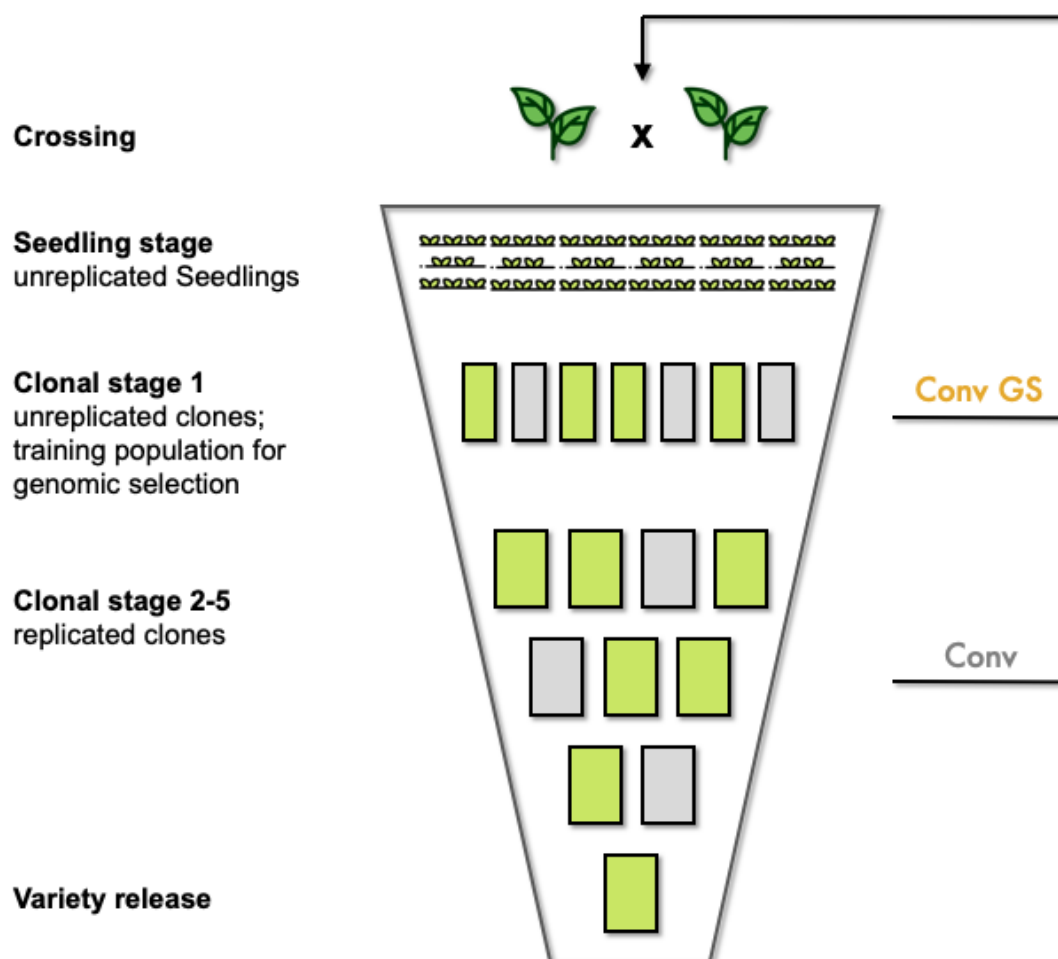 Crossing
x
Seedling stage
unreplicated Seedlings
Clonal stage 1
unreplicated clones;
training population for
genomic selection
Conv GS
Clonal stage 2-5
replicated clones
Conv
Variety release